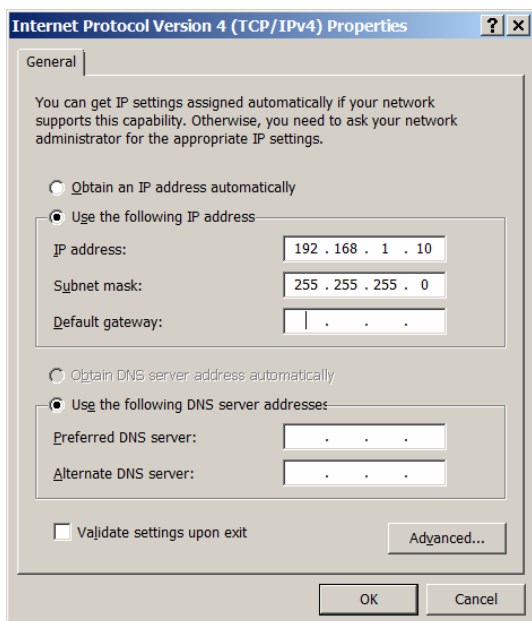 Internet Protocol Version 4 (TCP/IPv4) Properties
General
You can get IP settings assigned automatically if your network
supports this capability. Otherwise, you need to ask your network
administrator for the appropriate IP settings.
Obtain an IP address automatically
Use the following IP address
IP address: 192 . 168 . 1 . 10
Subnet mask: 255 . 255 . 255 . 0
Default gateway: . . .
Obtain DNS server address automatically
Use the following DNS server addresses
Preferred DNS server: . . .
Alternate DNS server: . . .
Validate settings upon exit
Advanced...
OK Cancel